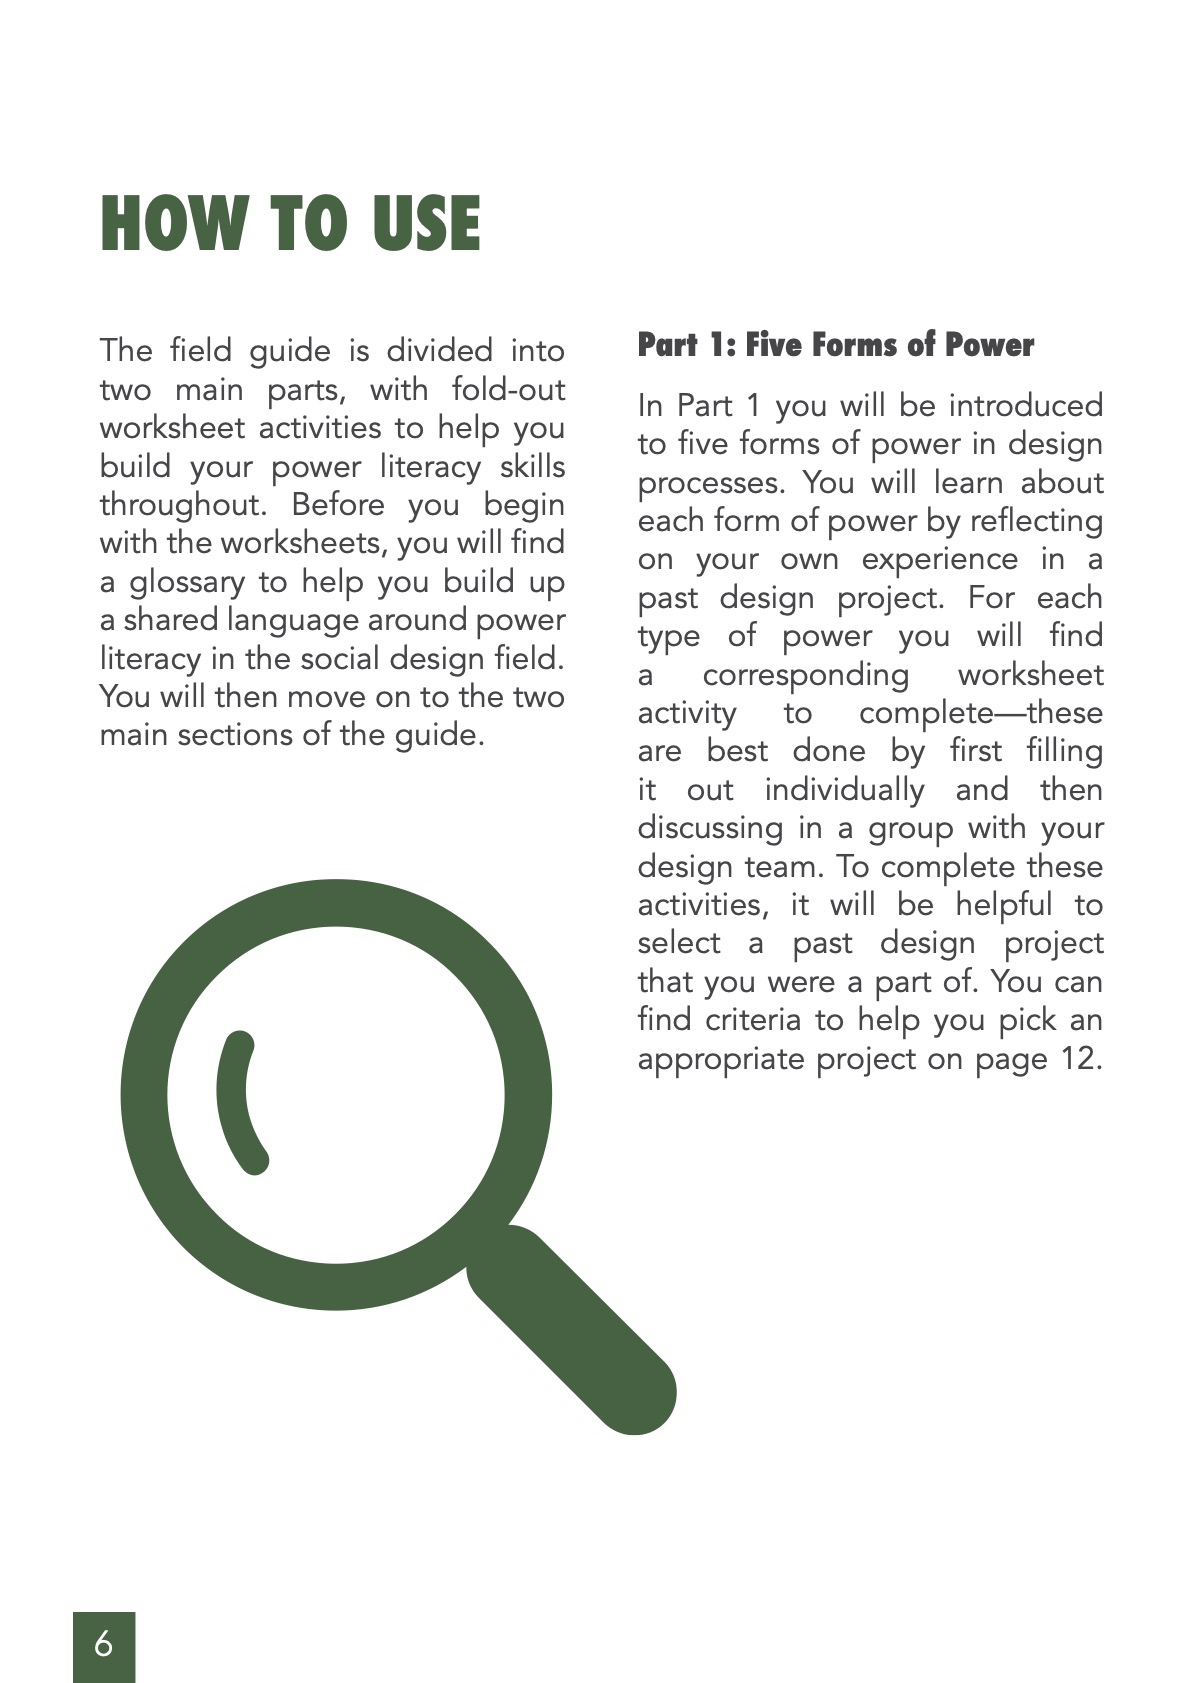 HOW TO USE
The field guide is divided into
two main parts, with fold-out
worksheet activities to help you
build your power literacy skills
throughout. Before you begin
with the worksheets, you will find
a glossary to help you build up
a shared language around power
literacy in the social design field.
You will then move on to the two
main sections of the guide.
Part 1: Five Forms of Power
In Part 1 you will be introduced
to five forms of power in design
processes. You will learn about
each form of power by reflecting
on your own experience in a
past design project. For each
type of power you will find
a corresponding worksheet
activity to complete—these
are best done by first filling
it out individually and then
discussing in a group with your
design team. To complete these
activities, it will be helpful to
select a past design project
that you were a part of. You can
find criteria to help you pick an
appropriate project on page 12.
6